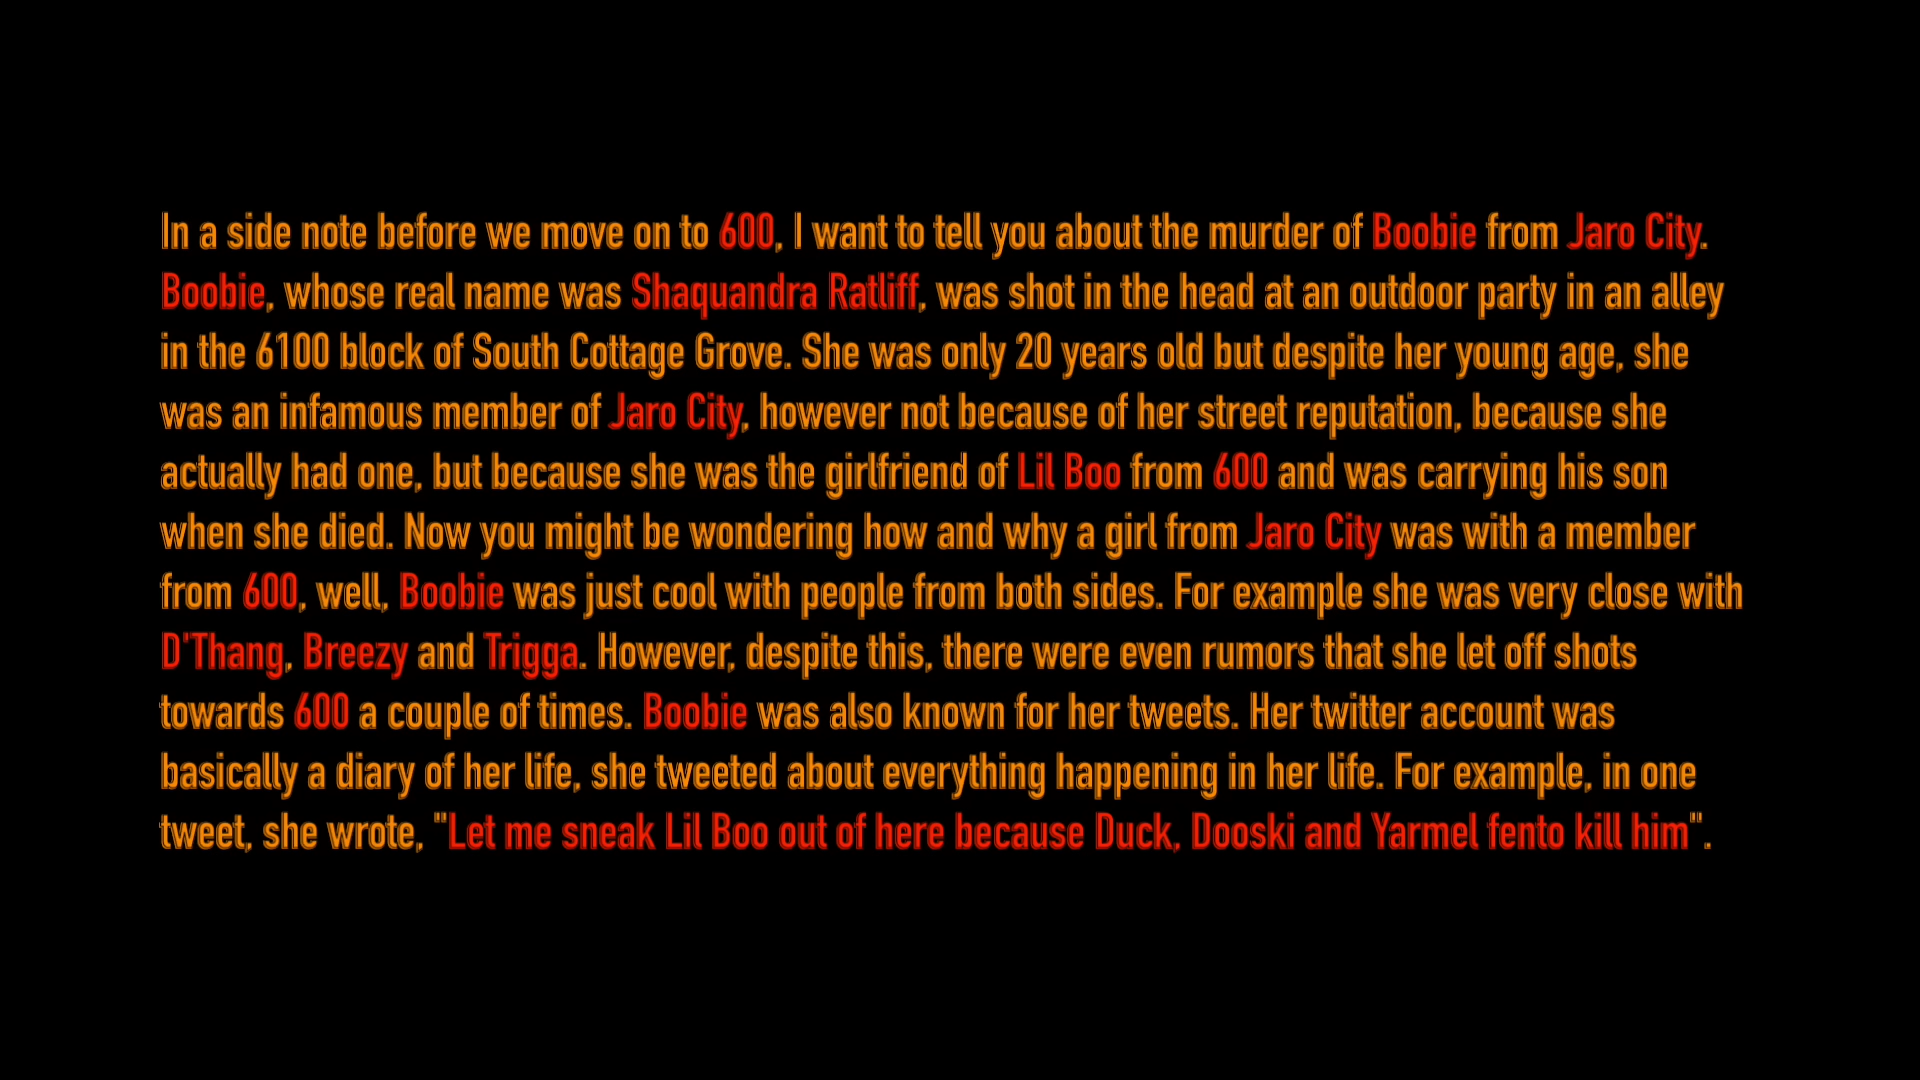 In a side note before we move on to 600, I want to tell you about the murder of Boobie from Jaro City.
Boobie, whose real name was Shaquandra Ratliff, was shot in the head at an outdoor party in an alley
in the 6100 block of South Cottage Grove. She was only 20 years old but despite her young age, she
was an infamous member of Jaro City, however not because of her street reputation, because she
actually had one, but because she was the girlfriend of Lil Boo from 600 and was carrying his son
when she died. Now you might be wondering how and why a girl from Jaro City was with a member
from 600, well, Boobie was just cool with people from both sides. For example she was very close with
D'Thang, Breezy and Trigga. However, despite this, there were even rumors that she let off shots
towards 600 a couple of times. Boobie was also known for her tweets. Her twitter account was
basically a diary of her life, she tweeted about everything happening in her life. For example, in one
tweet, she wrote, "Let me sneak Lil Boo out of here because Duck, Dooski and Yarmel fento kill him".